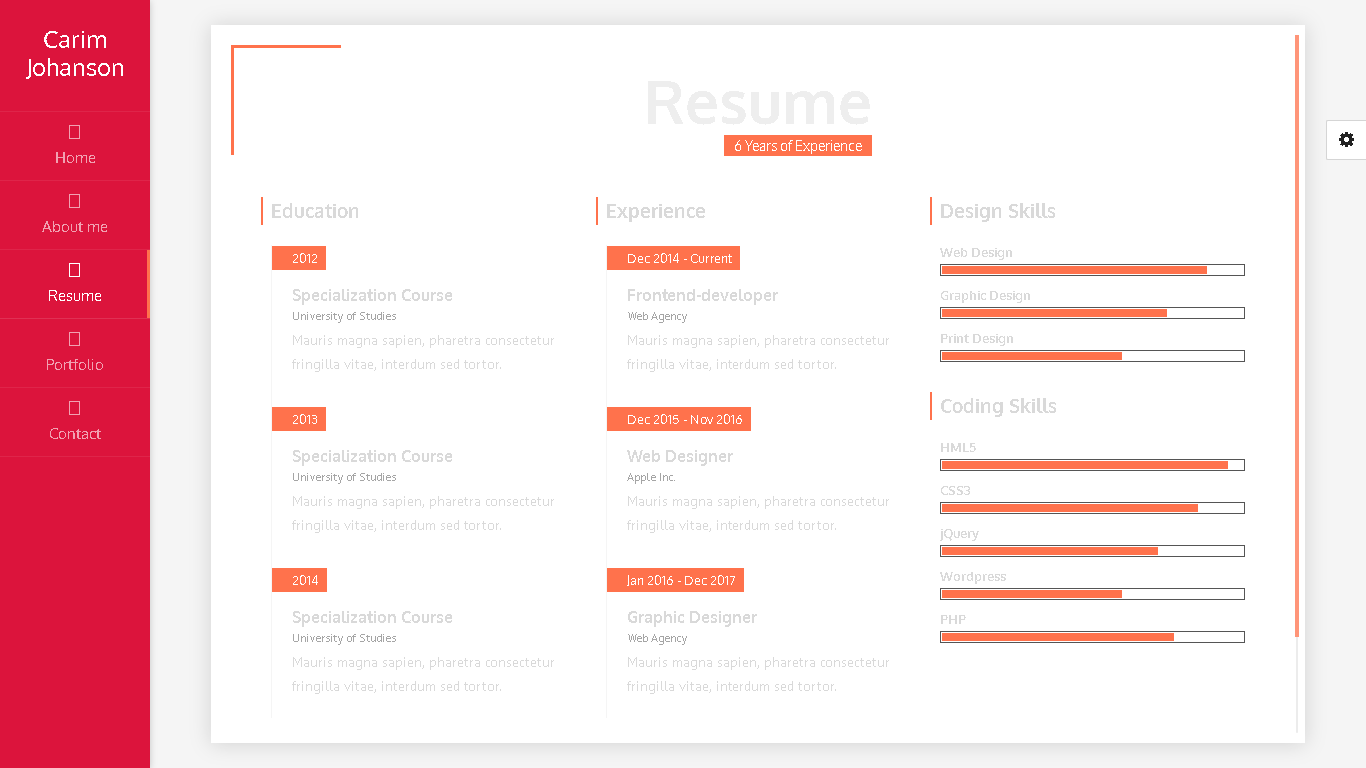 Carim
Johanson
Home
About me
Resume
Portfolio
Contact
Resume
6 Years of Experience
Education
2012
Specialization Course
University of Studies
Mauris magna sapien, pharetra consectetur
fringilla vitae, interdum sed tortor.
2013
Specialization Course
University of Studies
Mauris magna sapien, pharetra consectetur
fringilla vitae, interdum sed tortor.
2014
Specialization Course
University of Studies
Mauris magna sapien, pharetra consectetur
fringilla vitae, interdum sed tortor.
Experience
Dec 2014 - Current
Frontend-developer
Web Agency
Mauris magna sapien, pharetra consectetur
fringilla vitae, interdum sed tortor.
Dec 2015 - Nov 2016
Web Designer
Apple Inc.
Mauris magna sapien, pharetra consectetur
fringilla vitae, interdum sed tortor.
Jan 2016 - Dec 2017
Graphic Designer
Web Agency
Mauris magna sapien, pharetra consectetur
fringilla vitae, interdum sed tortor.
Design Skills
Web Design
Graphic Design
Print Design
Coding Skills
HML5
CSS3
jQuery
Wordpress
PHP